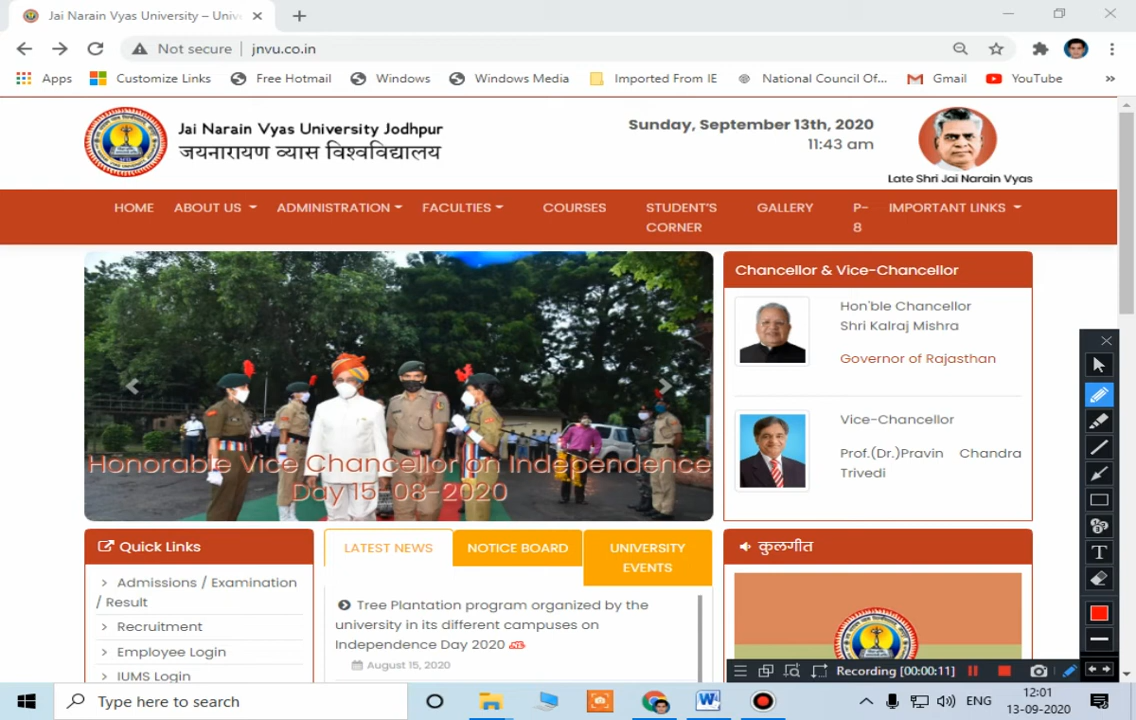 Jai Narain Vyas University – Univ
Not secure | jnvu.co.in
Apps Customize Links Free Hotmail Windows Windows Media Imported From IE National Council Of... Gmail YouTube »
Jai Narain Vyas University Jodhpur
जयनारायण व्यास विश्वविद्यालय
Sunday, September 13th, 2020
11:43 am
Late Shri Jai Narain Vyas
HOME ABOUT US ADMINISTRATION FACULTIES COURSES STUDENT'S CORNER GALLERY P-8 IMPORTANT LINKS
Honorable Vice Chancellor on Independence
Day 15-08-2020
Chancellor & Vice-Chancellor
Hon'ble Chancellor
Shri Kalraj Mishra
Governor of Rajasthan
Vice-Chancellor
Prof.(Dr.)Pravin Chandra
Trivedi
Quick Links
Admissions / Examination
/ Result
Recruitment
Employee Login
IUMS Login
LATEST NEWS NOTICE BOARD UNIVERSITY EVENTS
Tree Plantation program organized by the
university in its different campuses on
Independence Day 2020
August 15, 2020
कुलगीत
Recording [00:00:11]
Type here to search
ENG
12:01
13-09-2020